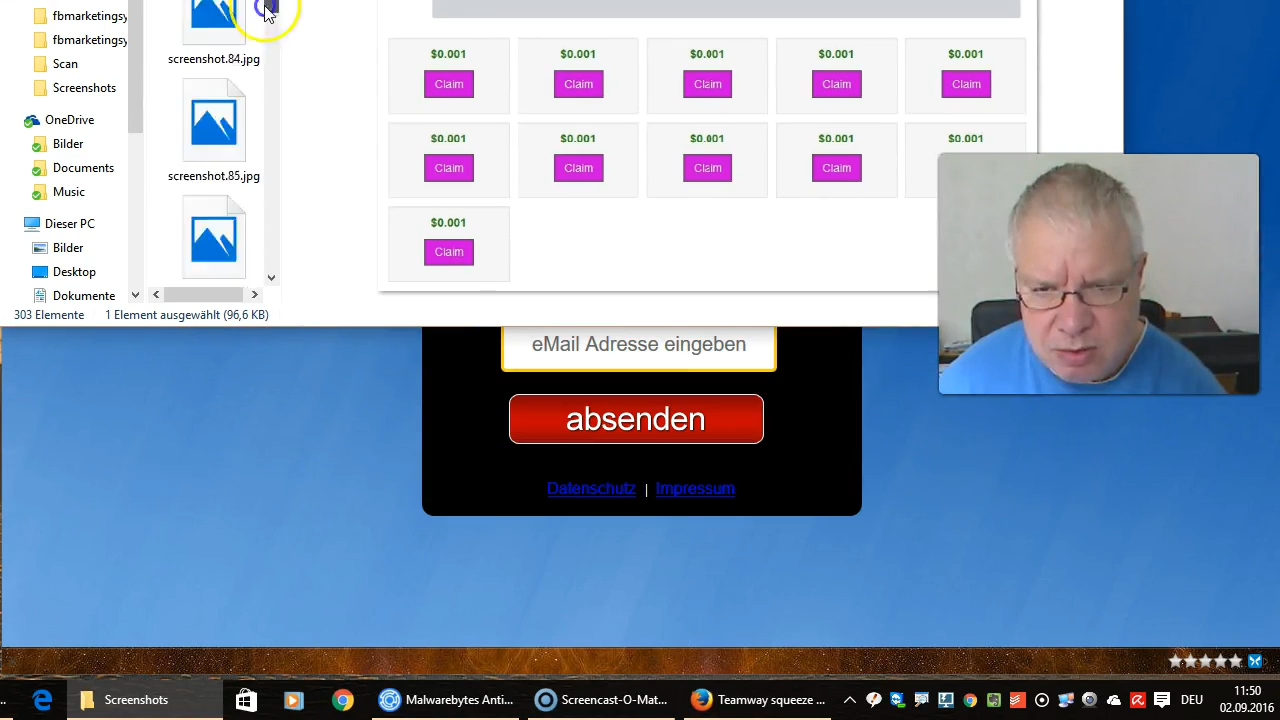 fbmarketingsy
fbmarketingsy
Scan
Screenshots
OneDrive
Bilder
Documents
Music
Dieser PC
Bilder
Desktop
Dokumente
screenshot.84.jpg
screenshot.85.jpg
303 Elemente 1 Element ausgewählt (96,6 KB)
$0.001 $0.001 $0.001 $0.001 $0.001
Claim Claim Claim Claim Claim
$0.001 $0.001 $0.001 $0.001 $0.001
Claim Claim Claim Claim
$0.001
Claim
eMail Adresse eingeben
absenden
Datenschutz | Impressum
Screenshots
Malwarebytes Anti...
Screencast-O-Mat...
Teamway squeeze ...
DEU
11:50
02.09.2016